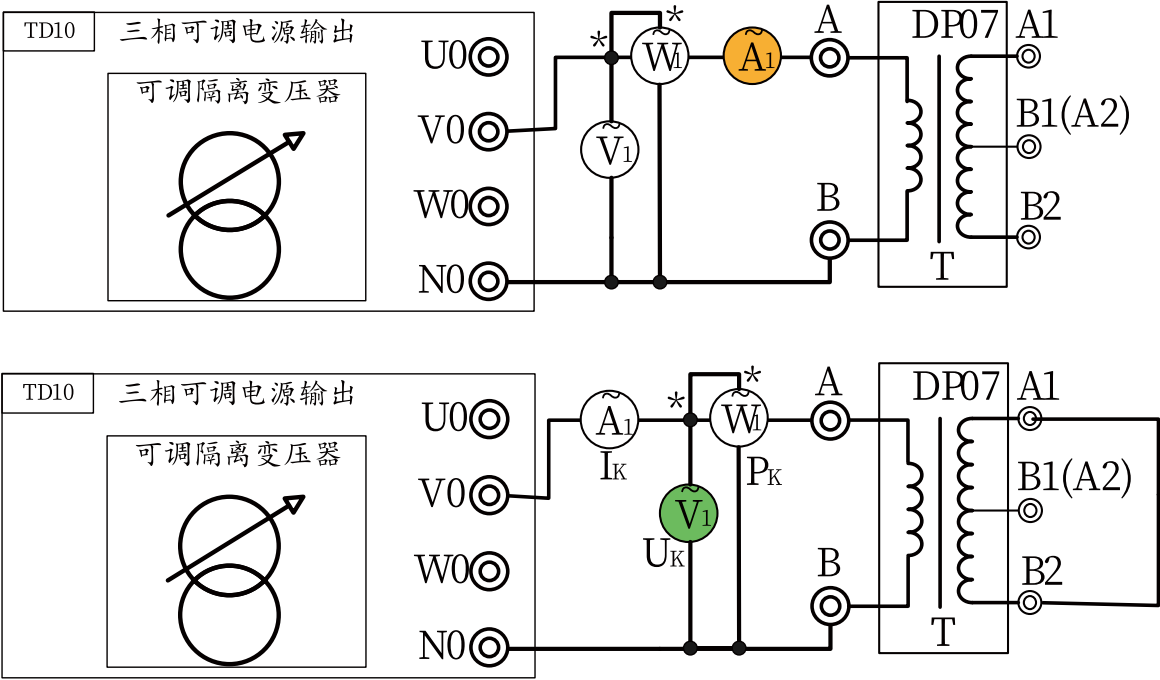 TD10 三相可调电源输出
可调隔离变压器
U0
V0
W0
N0
*
*
W1
A1
V1
A
B
DP07
T
A1
B1(A2)
B2
TD10 三相可调电源输出
可调隔离变压器
U0
V0
W0
N0
A1
IK
*
*
W1
PK
V1
UK
A
B
DP07
T
A1
B1(A2)
B2